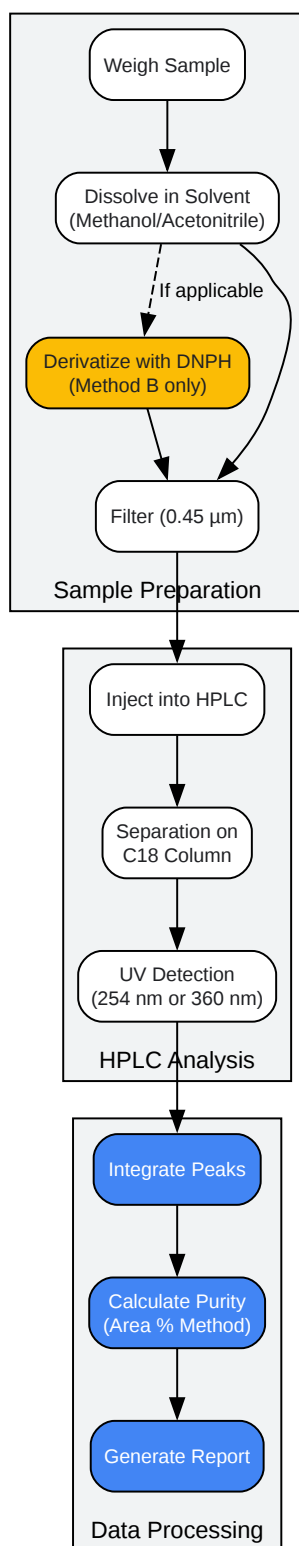 Weigh Sample
Dissolve in Solvent
(Methanol/Acetonitrile)
If applicable
Derivatize with DNPH
(Method B only)
Filter (0.45 µm)
Sample Preparation
Inject into HPLC
Separation on
C18 Column
UV Detection
(254 nm or 360 nm)
HPLC Analysis
Integrate Peaks
Calculate Purity
(Area % Method)
Generate Report
Data Processing